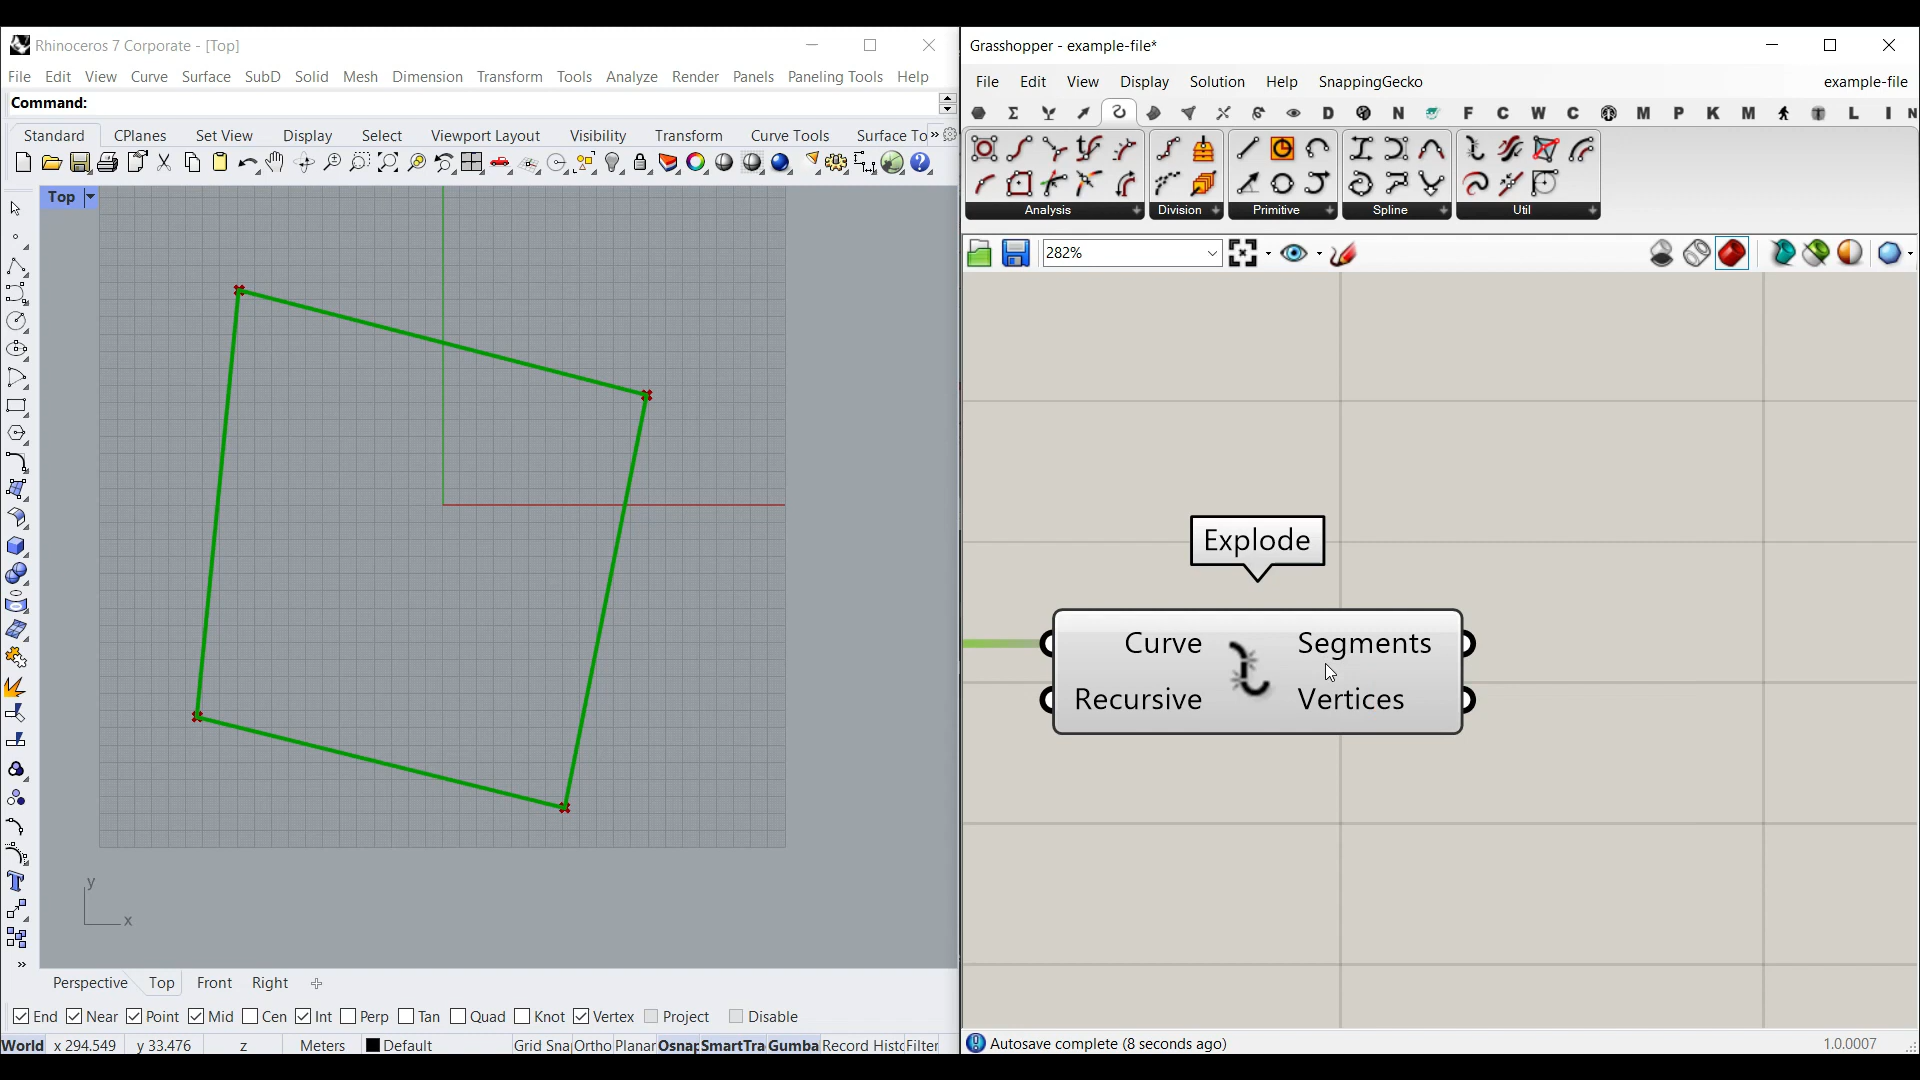 Rhinoceros 7 Corporate - [Top]
File Edit View Curve Surface SubD Solid Mesh Dimension Transform Tools Analyze Render Panels Paneling Tools Help
Command:
Standard CPlanes Set View Display Select Viewport Layout Visibility Transform Curve Tools Surface To »
Top
y
x
»
Perspective Top Front Right
End Near Point Mid Cen Int Perp Tan Quad Knot Vertex Project Disable
World x 294.549 y 33.476 z Meters Default Grid Sna Ortho Planar Osnap SmartTra Gumba Record Histo Filter
Grasshopper - example-file*
File Edit View Display Solution Help SnappingGecko example-file
D N F C W C M P K M L I N
Analysis Division Primitive Spline Util
282%
Explode
Curve Segments
Recursive Vertices
Autosave complete (8 seconds ago) 1.0.0007